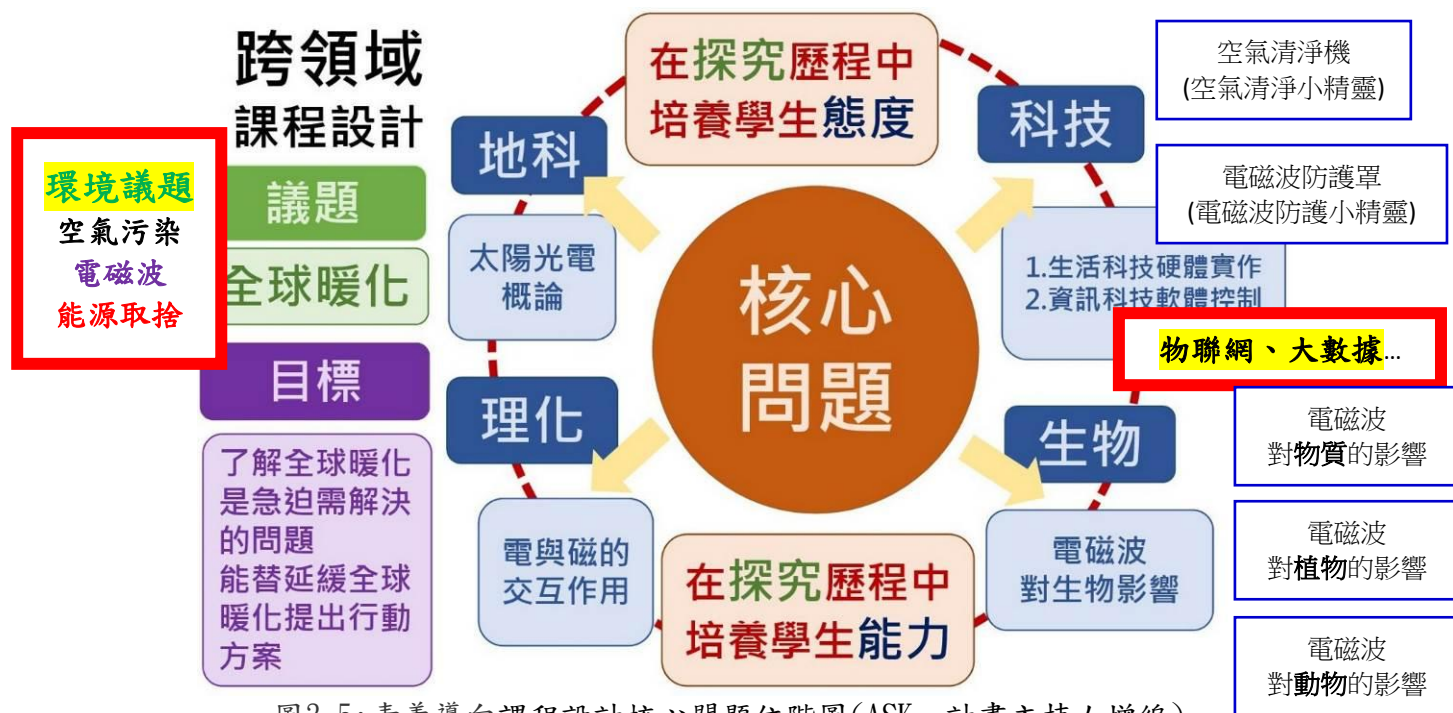 跨領域
課程設計
環境議題
空氣污染
電磁波
能源取捨
議題
全球暖化
目標
了解全球暖化
是急迫需解決
的問題
能替延緩全球
暖化提出行動
方案
在探究歷程中
培養學生態度
地科
太陽光電
概論
科技
1.生活科技硬體實作
2.資訊科技軟體控制
空氣清淨機
(空氣清淨小精靈)
電磁波防護罩
(電磁波防護小精靈)
物聯網、大數據…
核心
問題
理化
電與磁的
交互作用
生物
電磁波
對生物影響
電磁波
對物質的影響
電磁波
對植物的影響
電磁波
對動物的影響
在探究歷程中
培養學生能力